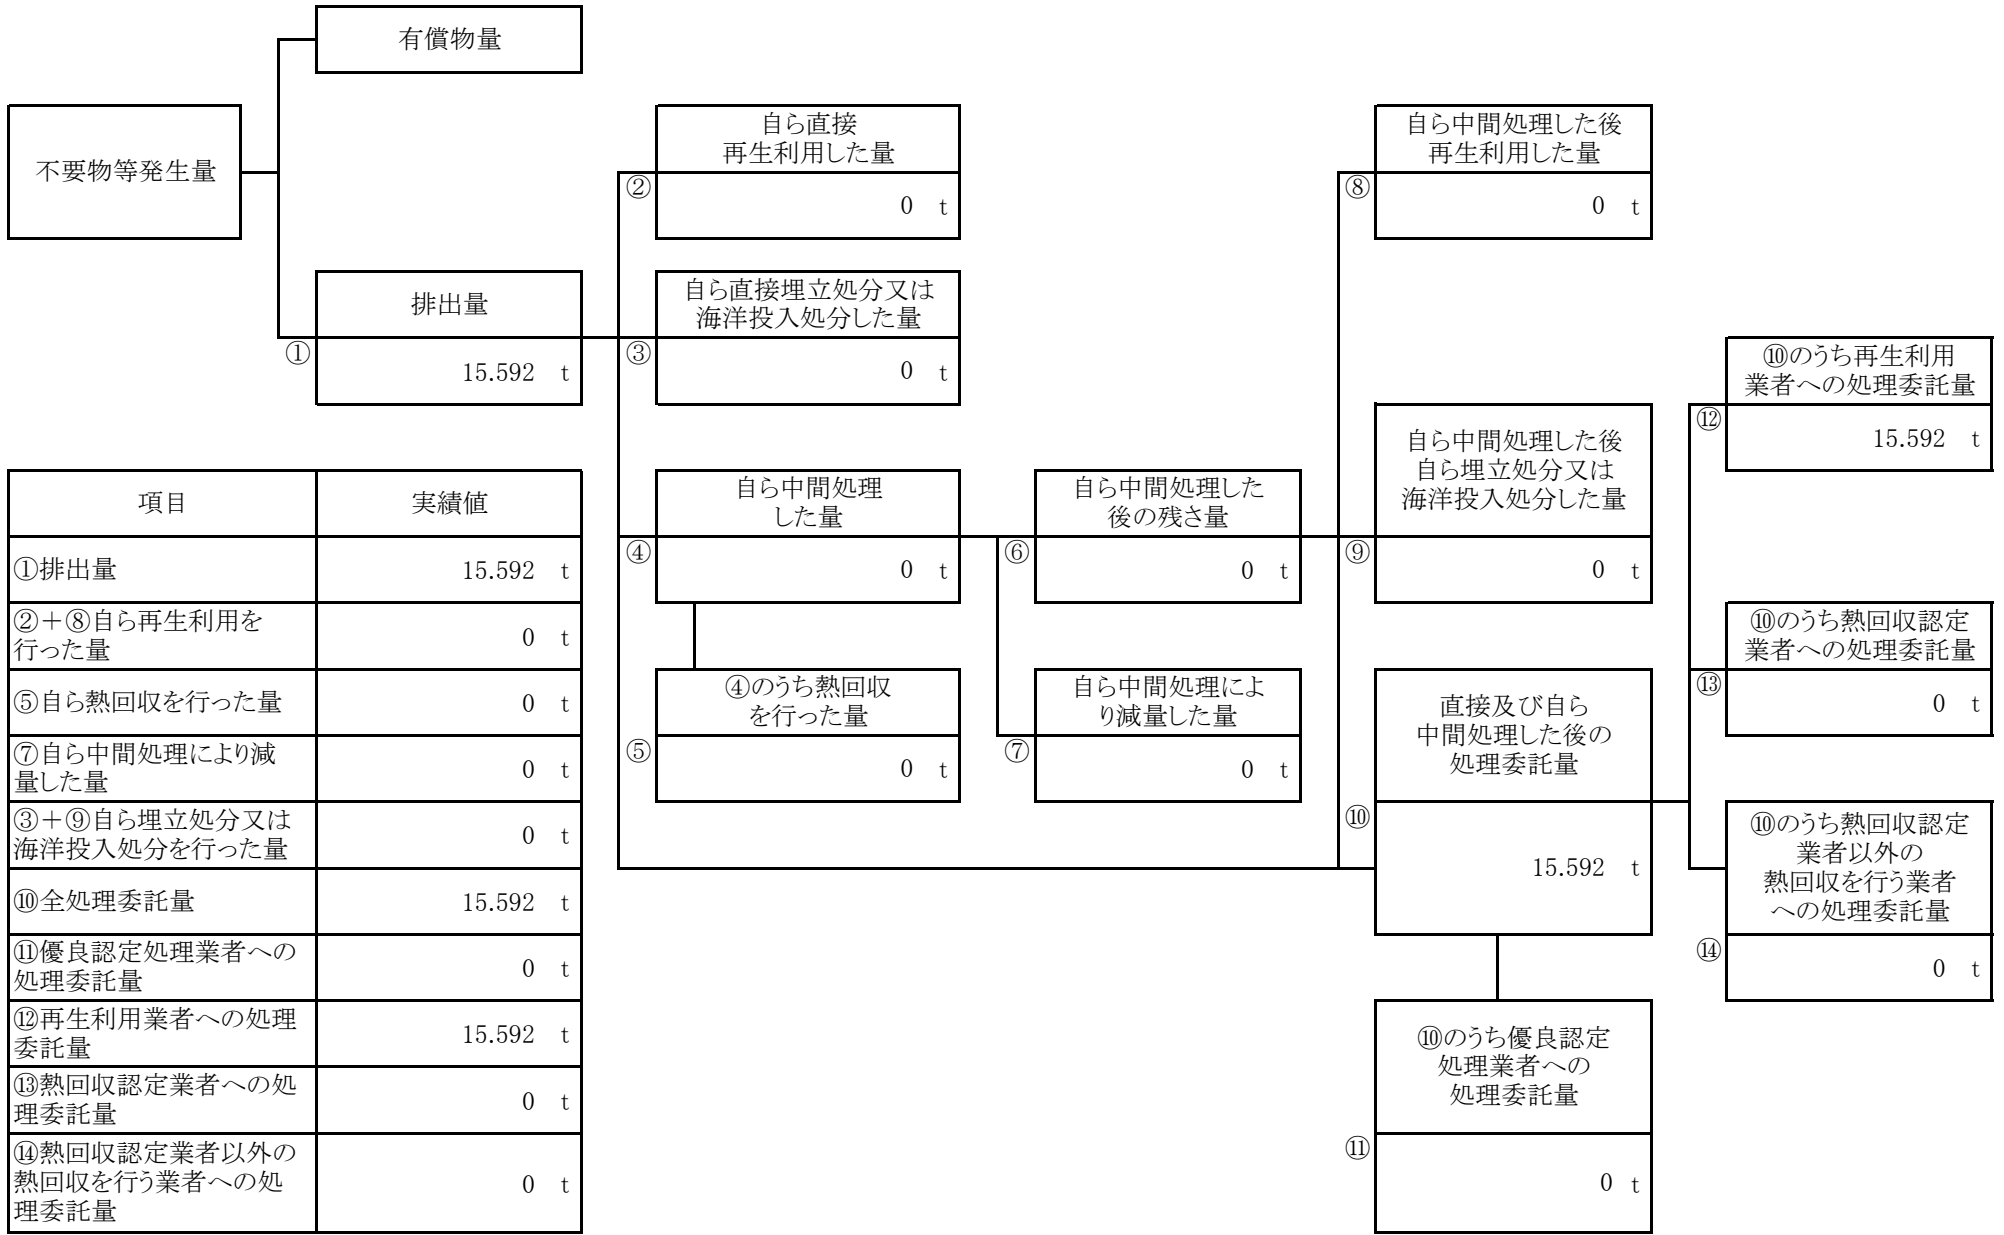 有償物量
不要物等発生量
自ら直接
再生利用した量
②
0 t
自ら中間処理した後
再生利用した量
⑧
0 t
排出量
①
15.592 t
自ら直接埋立処分又は
海洋投入処分した量
③
0 t
⑩のうち再生利用
業者への処理委託量
⑫
15.592 t
自ら中間処理
した量
④
0 t
自ら中間処理した
後の残さ量
⑥
0 t
自ら中間処理した後
自ら埋立処分又は
海洋投入処分した量
⑨
0 t
⑩のうち熱回収認定
業者への処理委託量
⑬
0 t
④のうち熱回収
を行った量
⑤
0 t
自ら中間処理によ
り減量した量
⑦
0 t
直接及び自ら
中間処理した後の
処理委託量
⑩
15.592 t
⑩のうち熱回収認定
業者以外の
熱回収を行う業者
への処理委託量
⑭
0 t
⑩のうち優良認定
処理業者への
処理委託量
⑪
0 t
項目 実績値
①排出量 15.592 t
②+⑧自ら再生利用を
行った量 0 t
⑤自ら熱回収を行った量 0 t
⑦自ら中間処理により減
量した量 0 t
③+⑨自ら埋立処分又は
海洋投入処分を行った量 0 t
⑩全処理委託量 15.592 t
⑪優良認定処理業者への
処理委託量 0 t
⑫再生利用業者への処理
委託量 15.592 t
⑬熱回収認定業者への処
理委託量 0 t
⑭熱回収認定業者以外の
熱回収を行う業者への処
理委託量 0 t